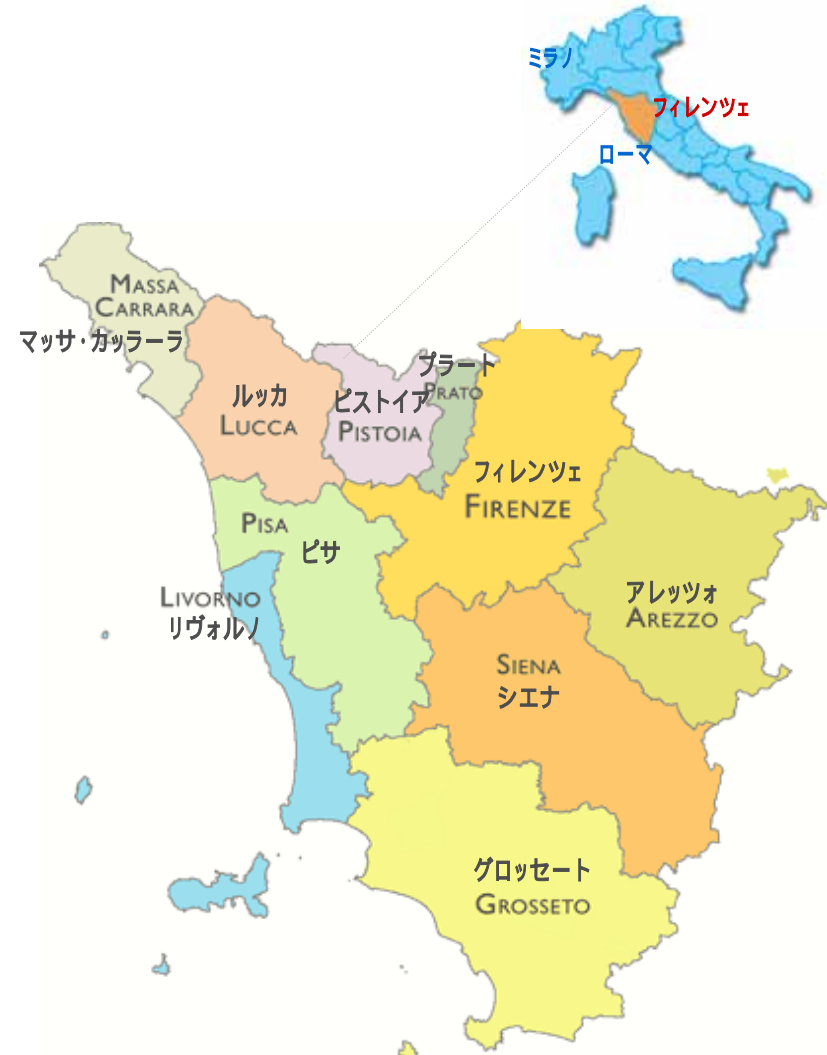 ミラノ
フィレンツェ
ローマ
MASSA
CARRARA
マッサ・カッラーラ
ルッカ
LUCCA
ピストイア
PISTOIA
プラート
PRATO
フィレンツェ
FIRENZE
PISA
ピサ
LIVORNO
リヴォルノ
アレッツォ
AREZZO
SIENA
シエナ
グロッセート
GROSSETO